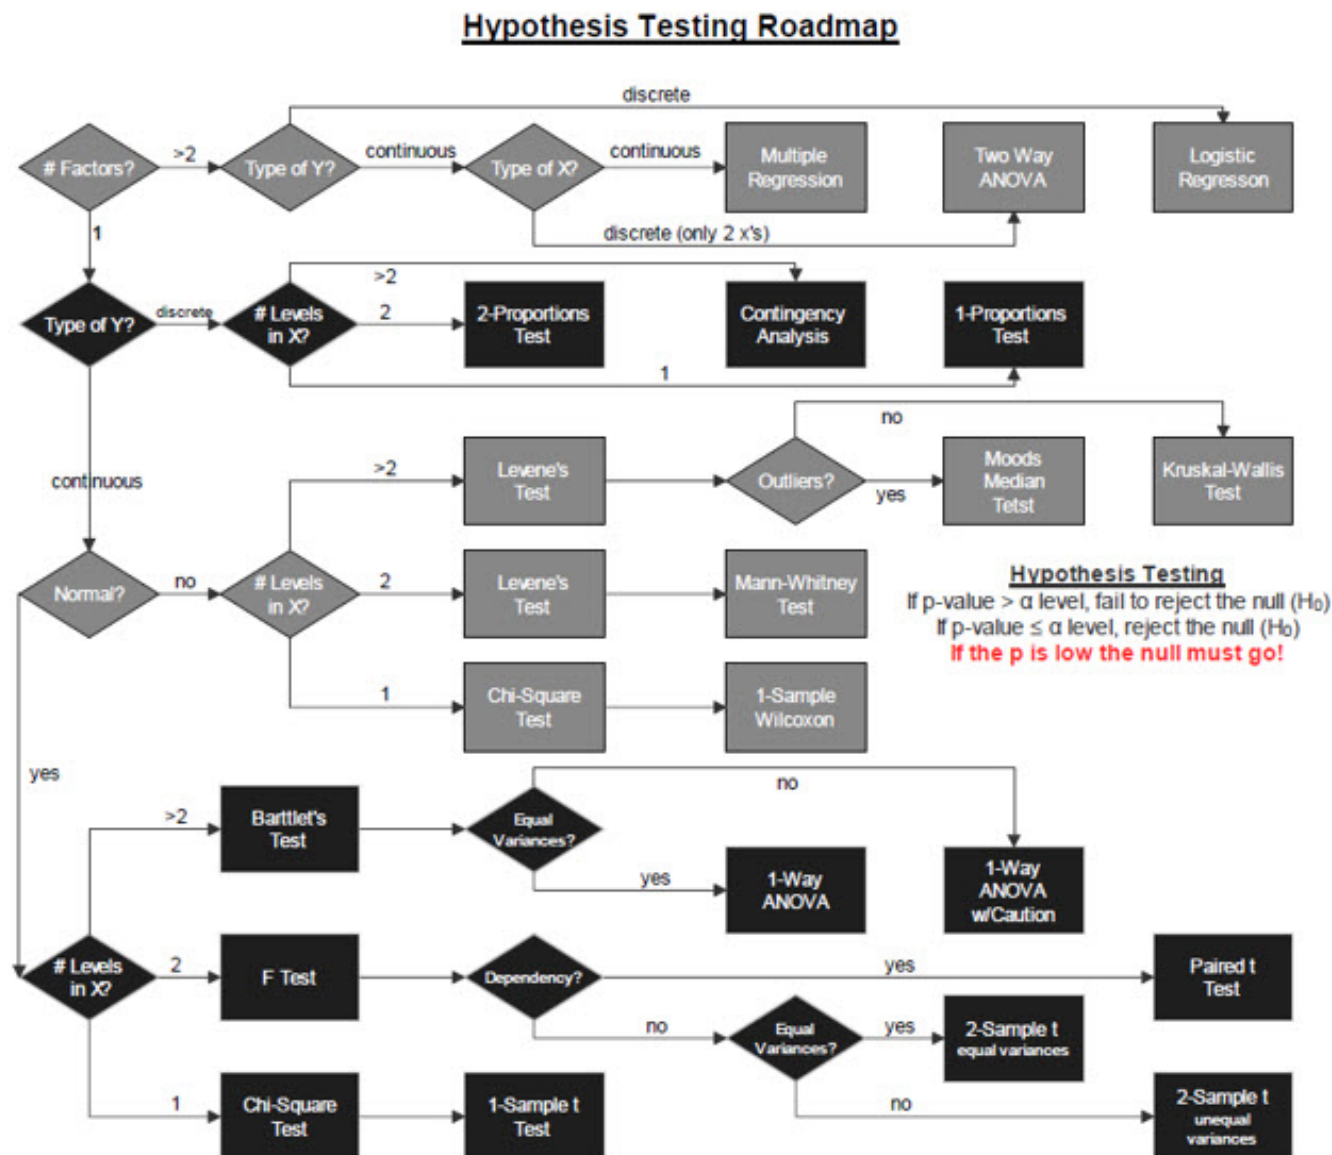 Hypothesis Testing Roadmap
discrete
# Factors?
>2
Type of Y?
continuous
Type of X?
continuous
Multiple
Regression
Two Way
ANOVA
Logistic
Regresson
discrete (only 2 x's)
1
>2
Type of Y?
discrete
# Levels
in X?
2
2-Proportions
Test
Contingency
Analysis
1-Proportions
Test
1
continuous
no
>2
Levene's
Test
Outliers?
yes
Moods
Median
Tetst
Kruskal-Wallis
Test
Normal?
no
# Levels
in X?
2
Levene's
Test
Mann-Whitney
Test
Hypothesis Testing
If p-value > α level, fail to reject the null (H₀)
If p-value ≤ α level, reject the null (H₀)
If the p is low the null must go!
1
Chi-Square
Test
1-Sample
Wilcoxon
yes
no
>2
Barttlet's
Test
Equal
Variances?
yes
1-Way
ANOVA
1-Way
ANOVA
w/Caution
# Levels
in X?
2
F Test
Dependency?
yes
Paired t
Test
no
Equal
Variances?
yes
2-Sample t
equal variances
1
Chi-Square
Test
1-Sample t
Test
no
2-Sample t
unequal
variances